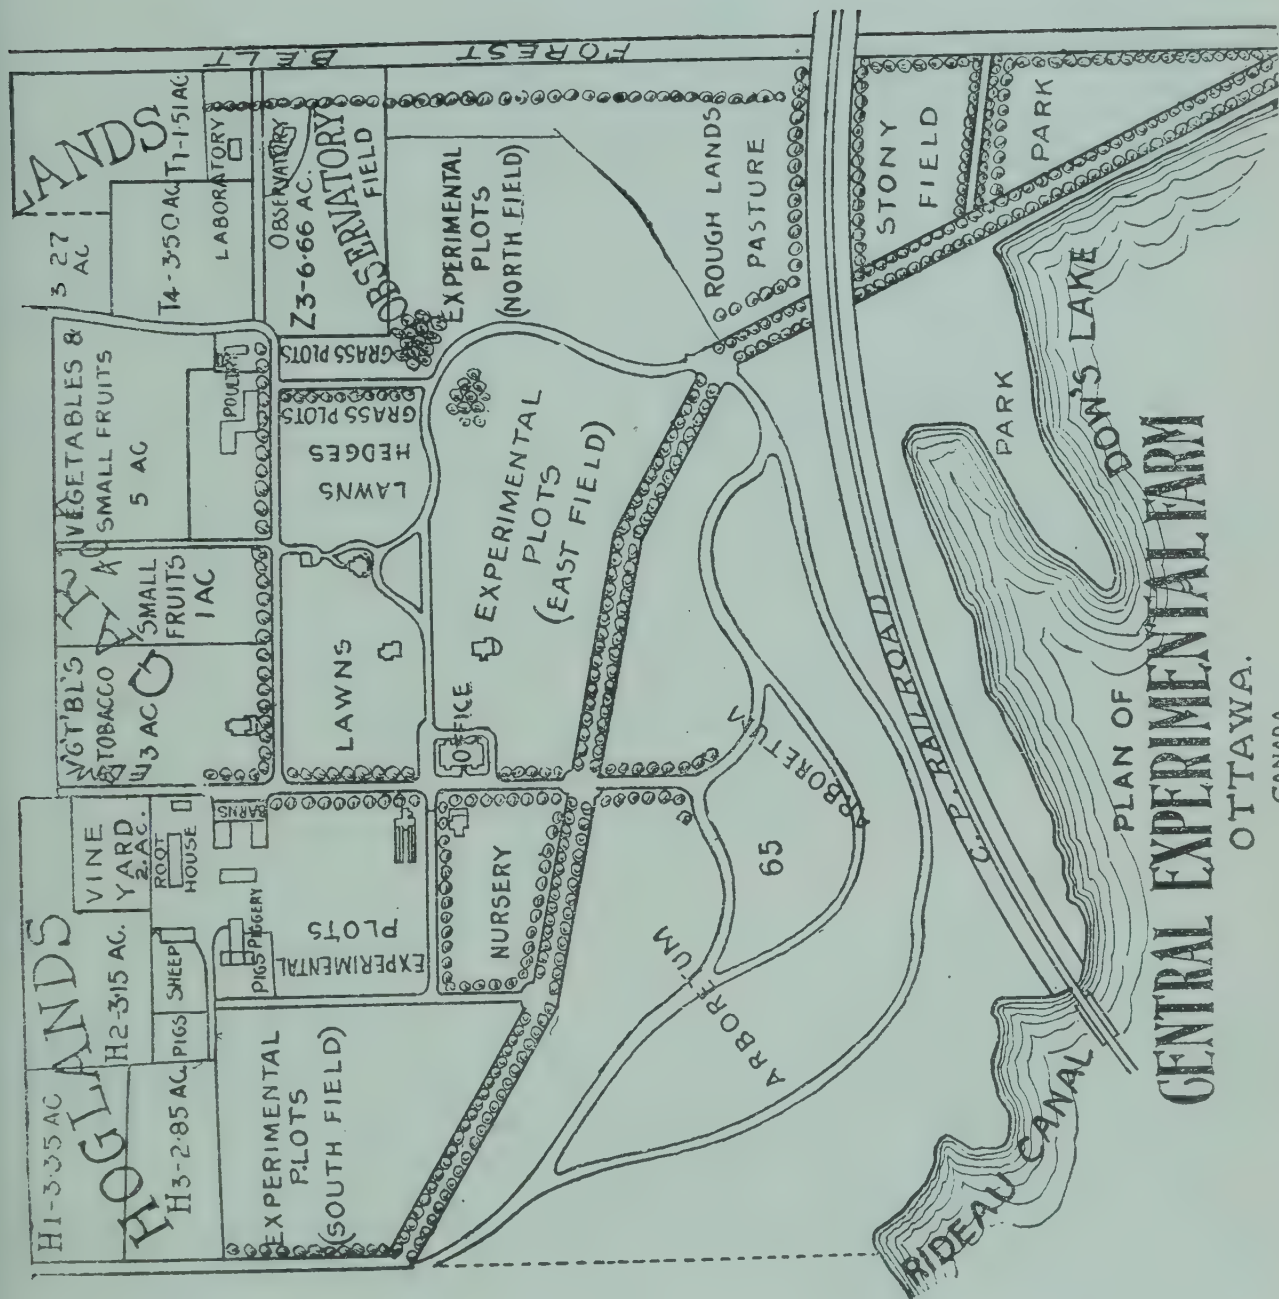 PLAN OF
CENTRAL EXPERIMENTAL FARM
OTTAWA.
CANADA
H1-3.35 AC
HOG LANDS
H2-3.15 AC.
H3-2.85 AC.
VINE
YARD
2.AC.
ROOT
HOUSE
SHEEP
PIGS
PIGS
PIGGERY
BARNS
EXPERIMENTAL
PLOTS
EXPERIMENTAL
PLOTS
(SOUTH FIELD)
NURSERY
VGT'BL'S
TOBACCO
3 AC
SMALL
FRUITS
1 AC
VEGETABLES &
SMALL FRUITS
5 AC
POULTRY
LAWNS
OFFICE
LAWNS
HEDGES
GRASS PLOTS
GRASS PLOTS
EXPERIMENTAL
PLOTS
(EAST FIELD)
3 27
AC
LANDS
T4-3.50 AC
T1-1.51 AC
LABORATORY
OBSERVATORY
Z3-6.66 AC.
OBSERVATORY
FIELD
EXPERIMENTAL
PLOTS
(NORTH FIELD)
FOREST BELT
ROUGH LANDS
PASTURE
STONY
FIELD
PARK
PARK
DOW'S LAKE
C.P. RAILROAD
ARBORETUM
65
ARBORETUM
RIDEAU CANAL